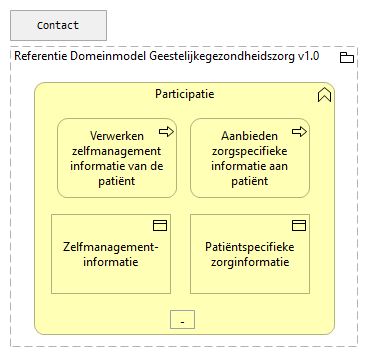 Contact
Referentie Domeinmodel Geestelijkegezondheidszorg v1.0
Participatie
Verwerken
zelfmanagement
informatie van de
patiënt
Aanbieden
zorgspecifieke
informatie aan
patiënt
Zelfmanagement-
informatie
Patiëntspecifieke
zorginformatie
-